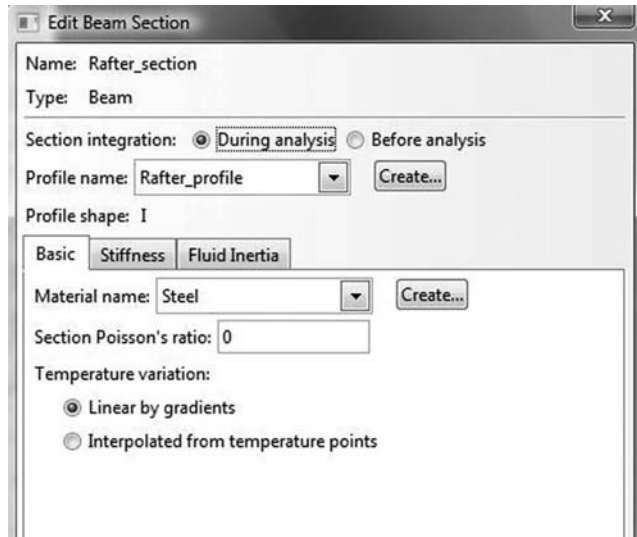 Edit Beam Section
Name: Rafter_section
Type: Beam
Section integration: During analysis Before analysis
Profile name: Rafter_profile Create...
Profile shape: I
Basic Stiffness Fluid Inertia
Material name: Steel Create...
Section Poisson's ratio: 0
Temperature variation:
Linear by gradients
Interpolated from temperature points